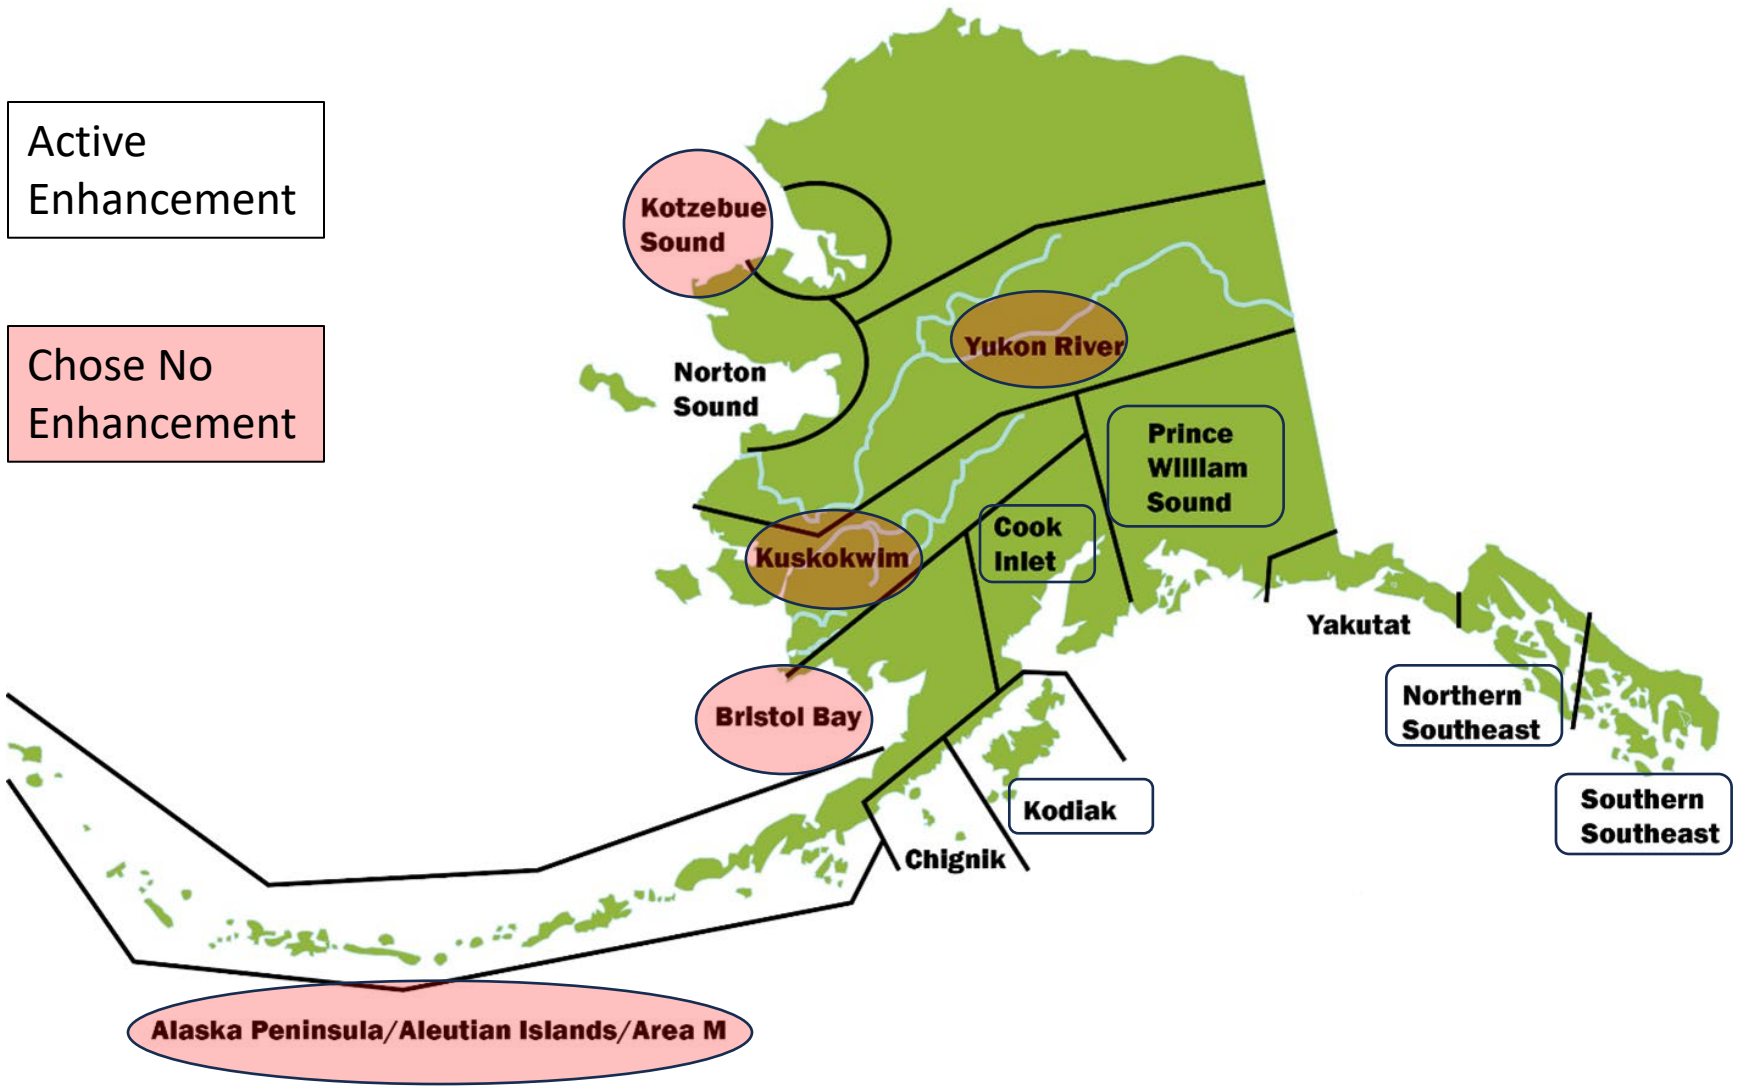 Active
Enhancement
Chose No
Enhancement
Kotzebue
Sound
Yukon River
Norton
Sound
Prince
William
Sound
Cook
Inlet
Kuskokwim
Yakutat
Northern
Southeast
Bristol Bay
Southern
Southeast
Kodiak
Chignik
Alaska Peninsula/Aleutian Islands/Area M